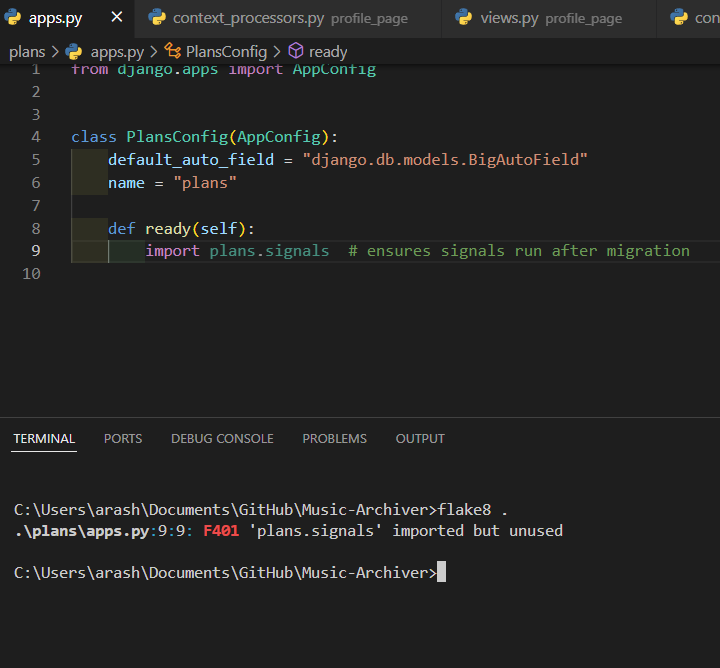 apps.py × context_processors.py profile_page views.py profile_page con
plans > apps.py > PlansConfig > ready
1 from django.apps import AppConfig
2
3
4 class PlansConfig(AppConfig):
5 default_auto_field = "django.db.models.BigAutoField"
6 name = "plans"
7
8 def ready(self):
9 import plans.signals # ensures signals run after migration
10
TERMINAL PORTS DEBUG CONSOLE PROBLEMS OUTPUT
C:\Users\arash\Documents\GitHub\Music-Archiver>flake8 .
.\plans\apps.py:9:9: F401 'plans.signals' imported but unused
C:\Users\arash\Documents\GitHub\Music-Archiver>